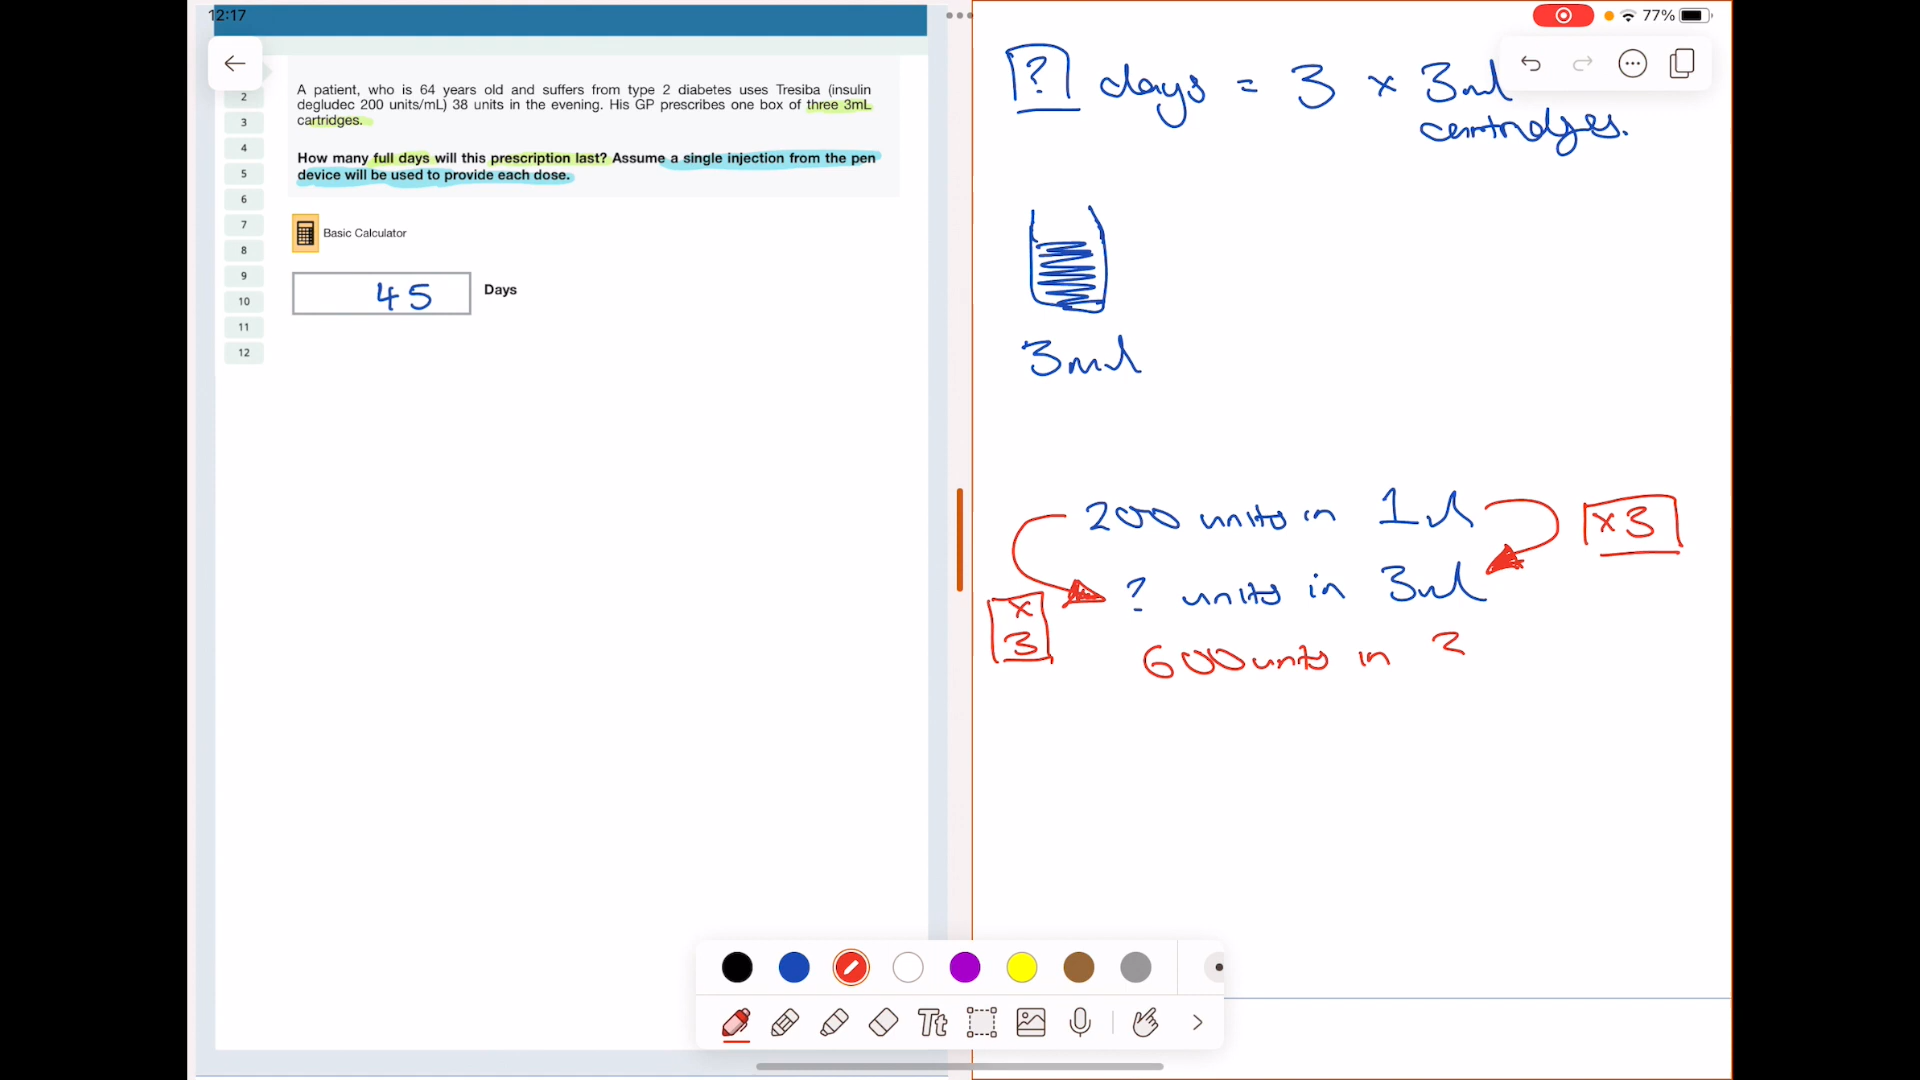 12:17
77%
2
3
4
5
6
7
8
9
10
11
12
A patient, who is 64 years old and suffers from type 2 diabetes uses Tresiba (insulin
degludec 200 units/mL) 38 units in the evening. His GP prescribes one box of three 3mL
cartridges.
How many full days will this prescription last? Assume a single injection from the pen
device will be used to provide each dose.
Basic Calculator
45 Days
? days = 3 x 3ml
cartridges.
3ml
200 units in 1ml
x3
? units in 3ml
x
3
600units in
Tt